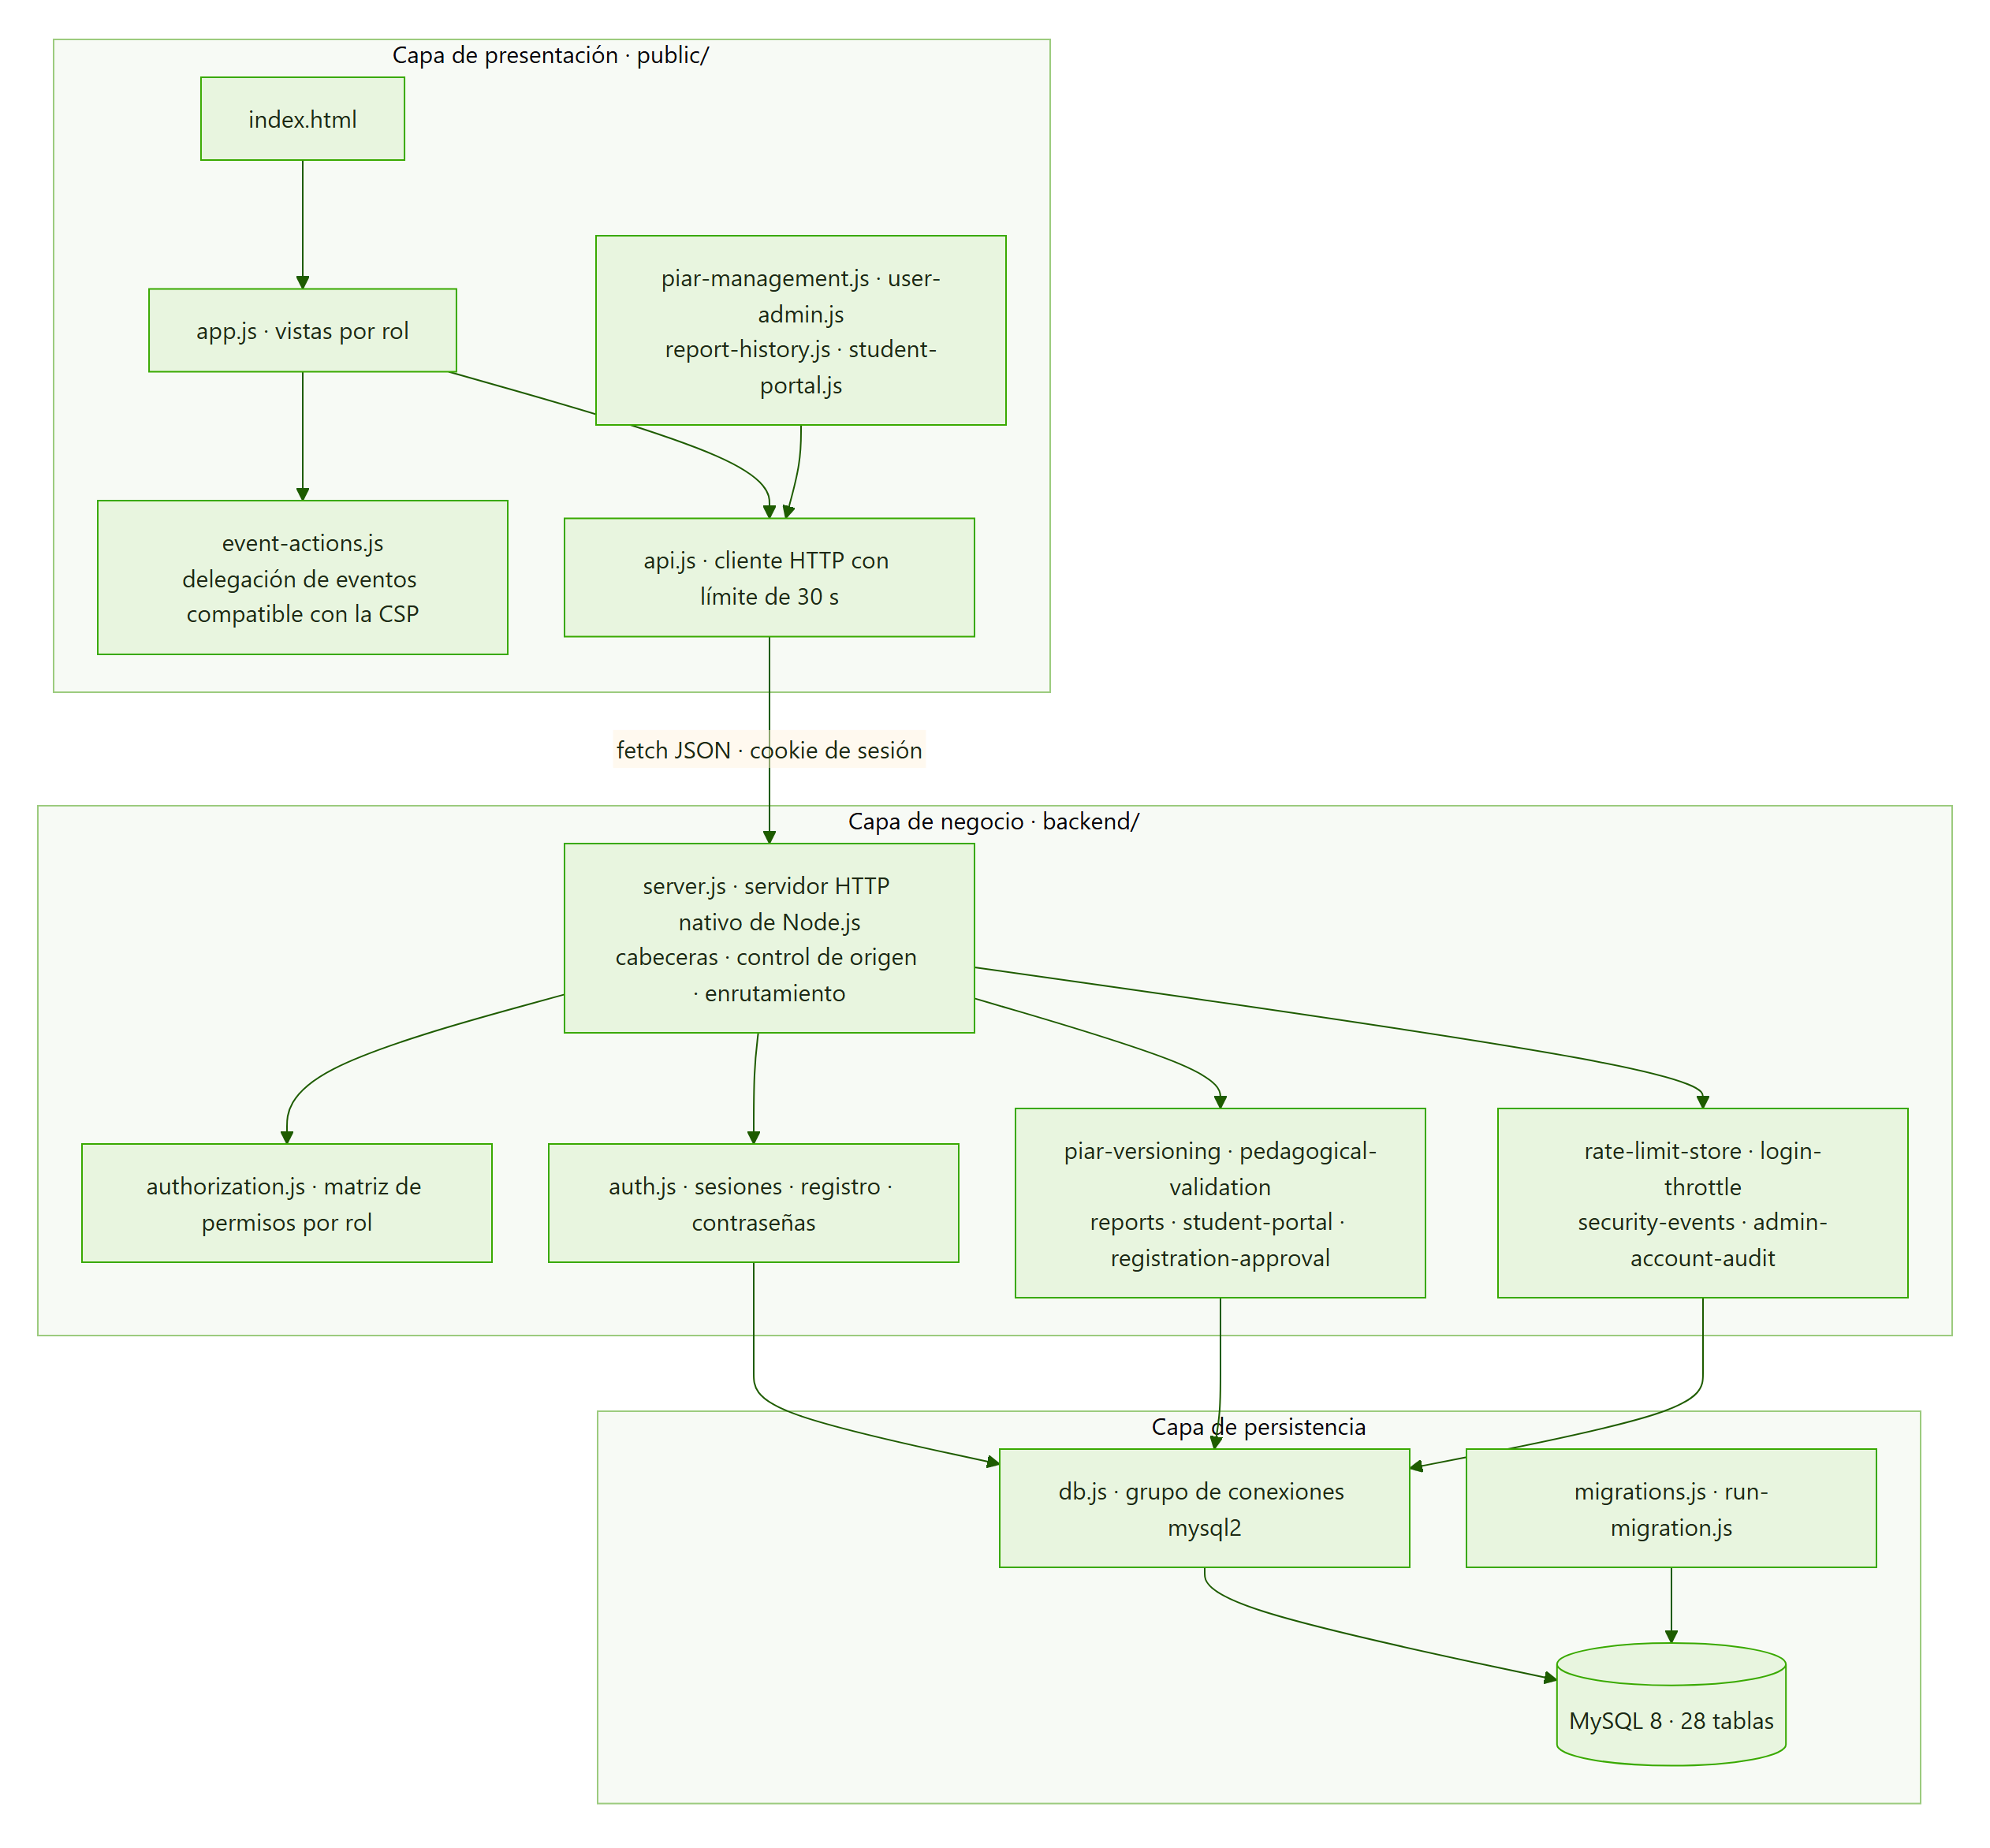 Capa de presentación · public/
index.html
app.js · vistas por rol
piar-management.js · user-
admin.js
report-history.js · student-
portal.js
event-actions.js
delegación de eventos
compatible con la CSP
api.js · cliente HTTP con
límite de 30 s
fetch JSON · cookie de sesión
Capa de negocio · backend/
server.js · servidor HTTP
nativo de Node.js
cabeceras · control de origen
· enrutamiento
authorization.js · matriz de
permisos por rol
auth.js · sesiones · registro ·
contraseñas
piar-versioning · pedagogical-
validation
reports · student-portal ·
registration-approval
rate-limit-store · login-
throttle
security-events · admin-
account-audit
Capa de persistencia
db.js · grupo de conexiones
mysql2
migrations.js · run-
migration.js
MySQL 8 · 28 tablas